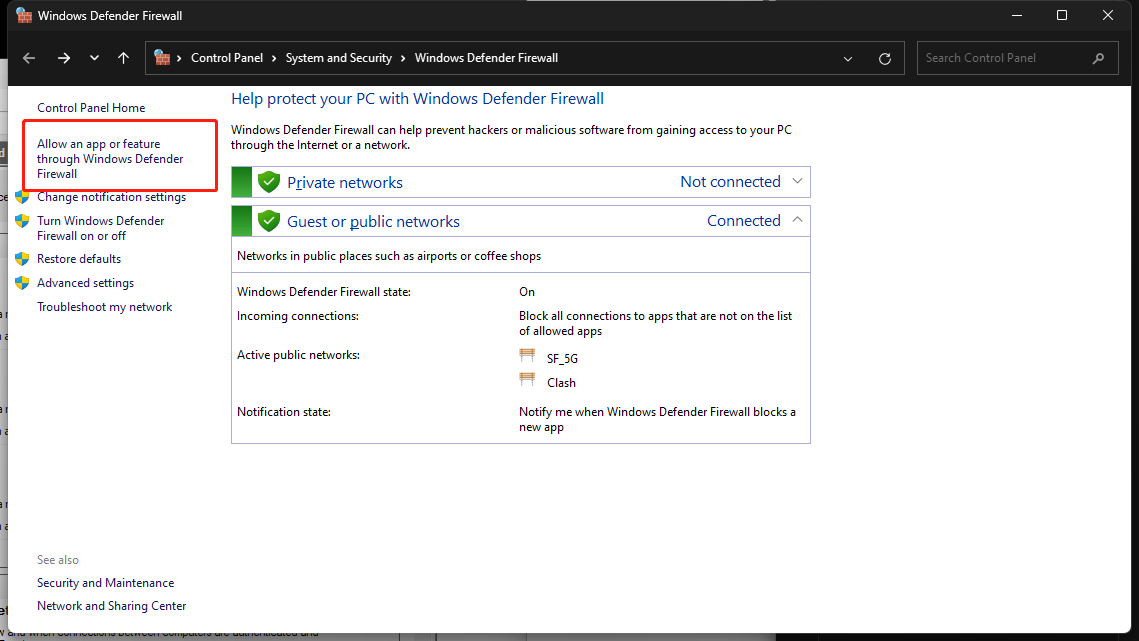 Windows Defender Firewall
Control Panel
System and Security
Windows Defender Firewall
Search Control Panel
Control Panel Home
Allow an app or feature
through Windows Defender
Firewall
Change notification settings
Turn Windows Defender
Firewall on or off
Restore defaults
Advanced settings
Troubleshoot my network
Help protect your PC with Windows Defender Firewall
Windows Defender Firewall can help prevent hackers or malicious software from gaining access to your PC
through the Internet or a network.
Private networks
Not connected
Guest or public networks
Connected
Networks in public places such as airports or coffee shops
Windows Defender Firewall state:
On
Incoming connections:
Block all connections to apps that are not on the list
of allowed apps
Active public networks:
SF_5G
Clash
Notification state:
Notify me when Windows Defender Firewall blocks a
new app
See also
Security and Maintenance
Network and Sharing Center